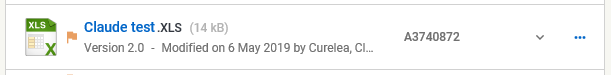 XLS
X
Claude test.XLS (14 kB)
Version 2.0 - Modified on 6 May 2019 by Curelea, Cl...
A3740872